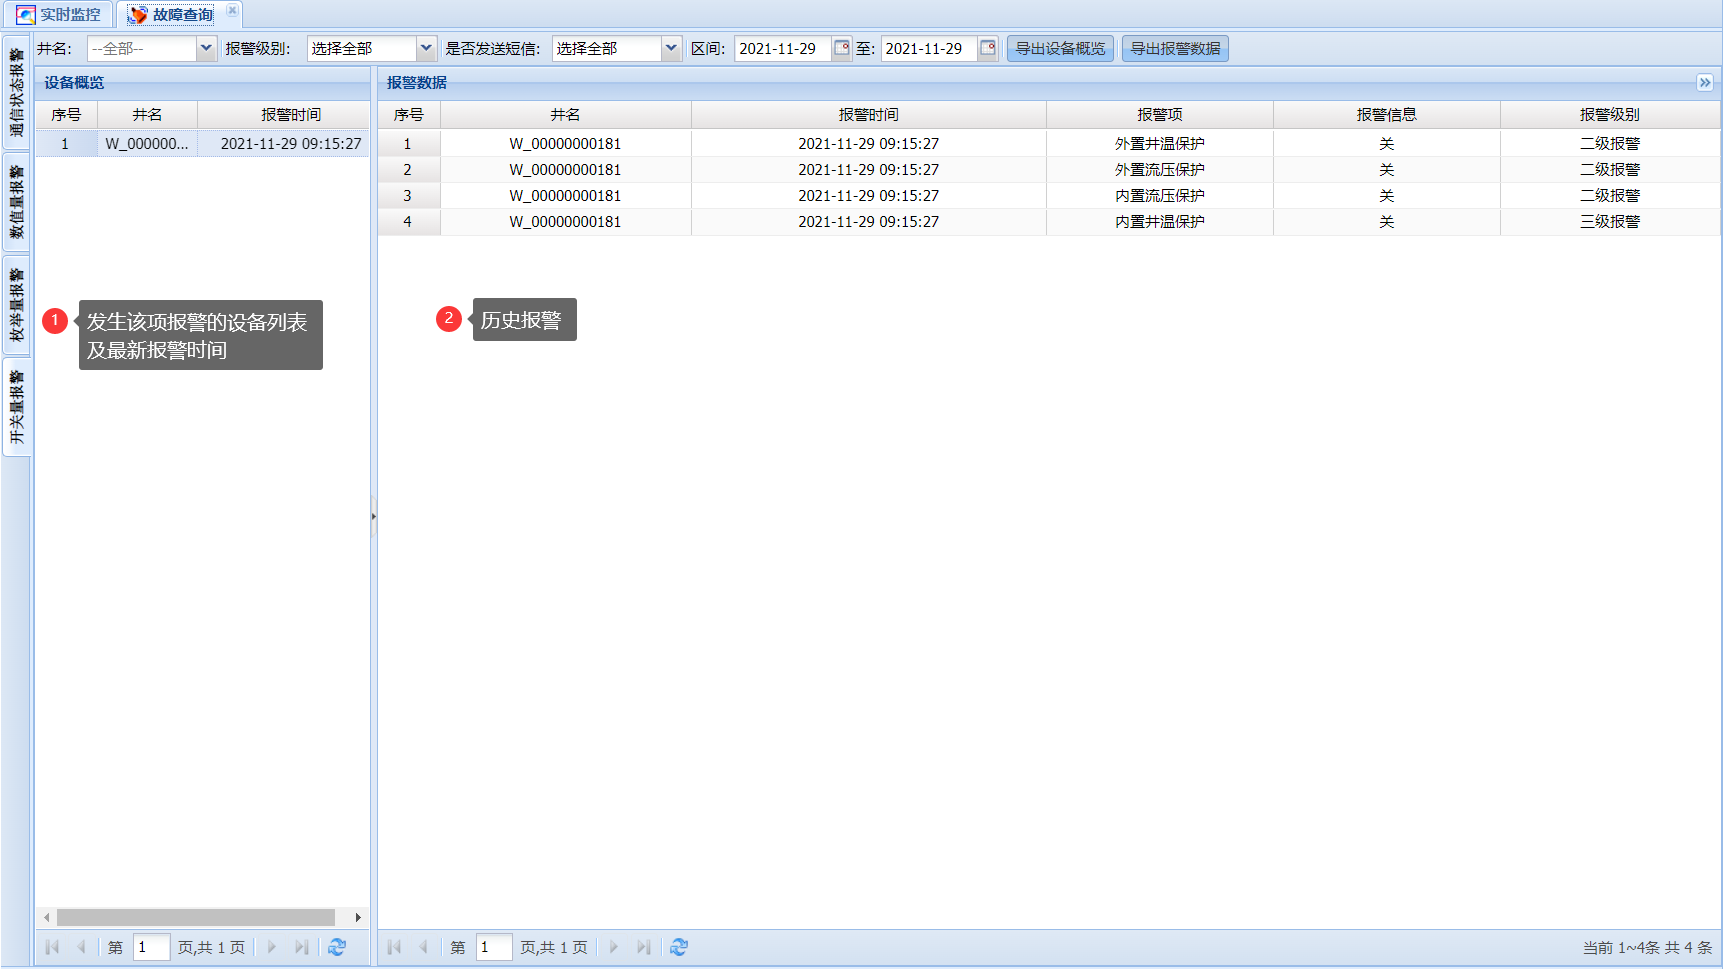 实时监控
故障查询
井名: --全部-- 报警级别: 选择全部 是否发送短信: 选择全部 区间: 2021-11-29 至: 2021-11-29 导出设备概览 导出报警数据
通信状态报警
数值量报警
枚举量报警
开关量报警
设备概览
序号 井名 报警时间
1 W_000000... 2021-11-29 09:15:27
1 发生该项报警的设备列表
及最新报警时间
第 1 页,共 1 页
报警数据
序号 井名 报警时间 报警项 报警信息 报警级别
1 W_00000000181 2021-11-29 09:15:27 外置井温保护 关 二级报警
2 W_00000000181 2021-11-29 09:15:27 外置流压保护 关 二级报警
3 W_00000000181 2021-11-29 09:15:27 内置流压保护 关 二级报警
4 W_00000000181 2021-11-29 09:15:27 内置井温保护 关 三级报警
2 历史报警
第 1 页,共 1 页
当前 1~4条 共 4 条